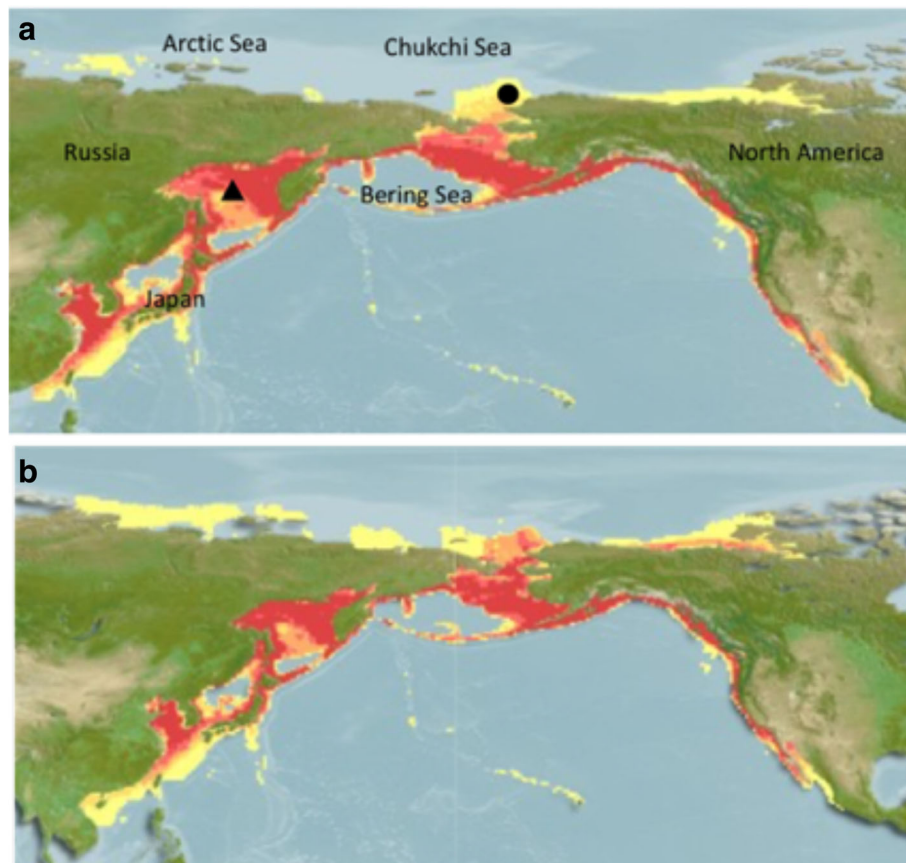 a
Arctic Sea
Chukchi Sea
Russia
North America
Bering Sea
Japan
b